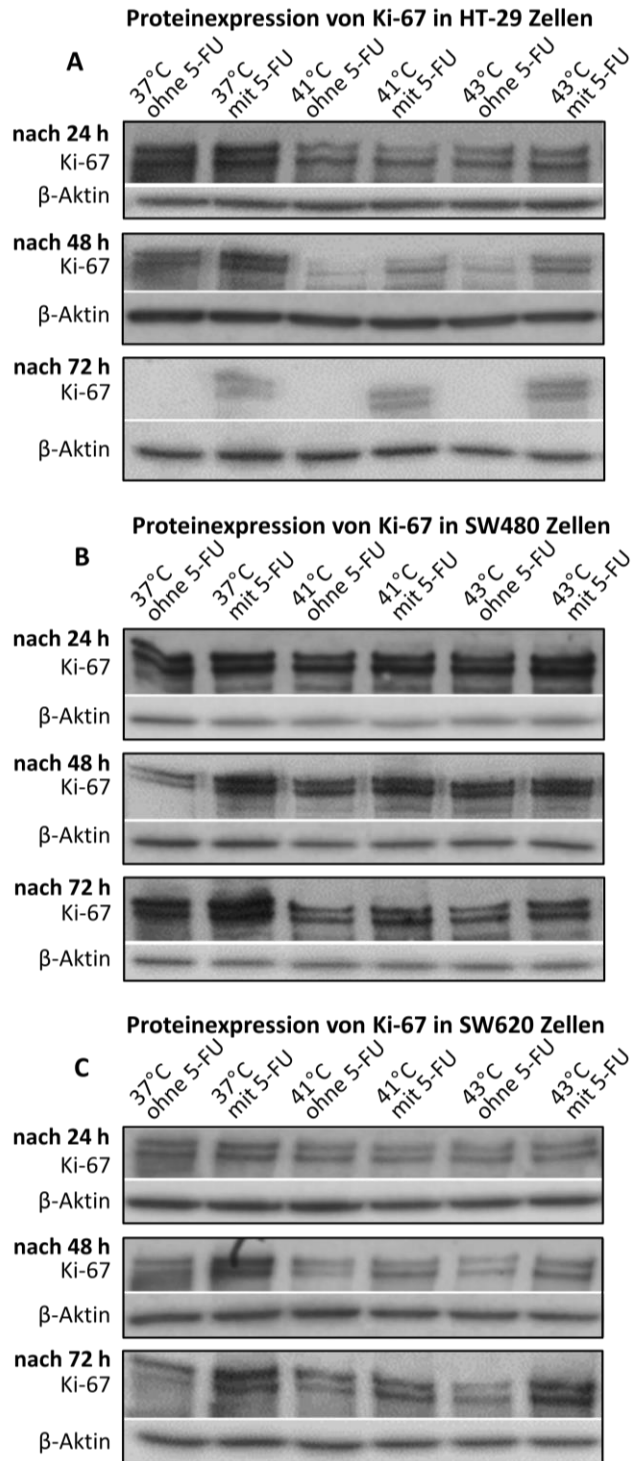 Proteinexpression von Ki-67 in HT-29 Zellen
A
37°C ohne 5-FU
37°C mit 5-FU
41°C ohne 5-FU
41°C mit 5-FU
43°C ohne 5-FU
43°C mit 5-FU
nach 24 h
Ki-67
β-Aktin
nach 48 h
Ki-67
β-Aktin
nach 72 h
Ki-67
β-Aktin
Proteinexpression von Ki-67 in SW480 Zellen
B
37°C ohne 5-FU
37°C mit 5-FU
41°C ohne 5-FU
41°C mit 5-FU
43°C ohne 5-FU
43°C mit 5-FU
nach 24 h
Ki-67
β-Aktin
nach 48 h
Ki-67
β-Aktin
nach 72 h
Ki-67
β-Aktin
Proteinexpression von Ki-67 in SW620 Zellen
C
37°C ohne 5-FU
37°C mit 5-FU
41°C ohne 5-FU
41°C mit 5-FU
43°C ohne 5-FU
43°C mit 5-FU
nach 24 h
Ki-67
β-Aktin
nach 48 h
Ki-67
β-Aktin
nach 72 h
Ki-67
β-Aktin